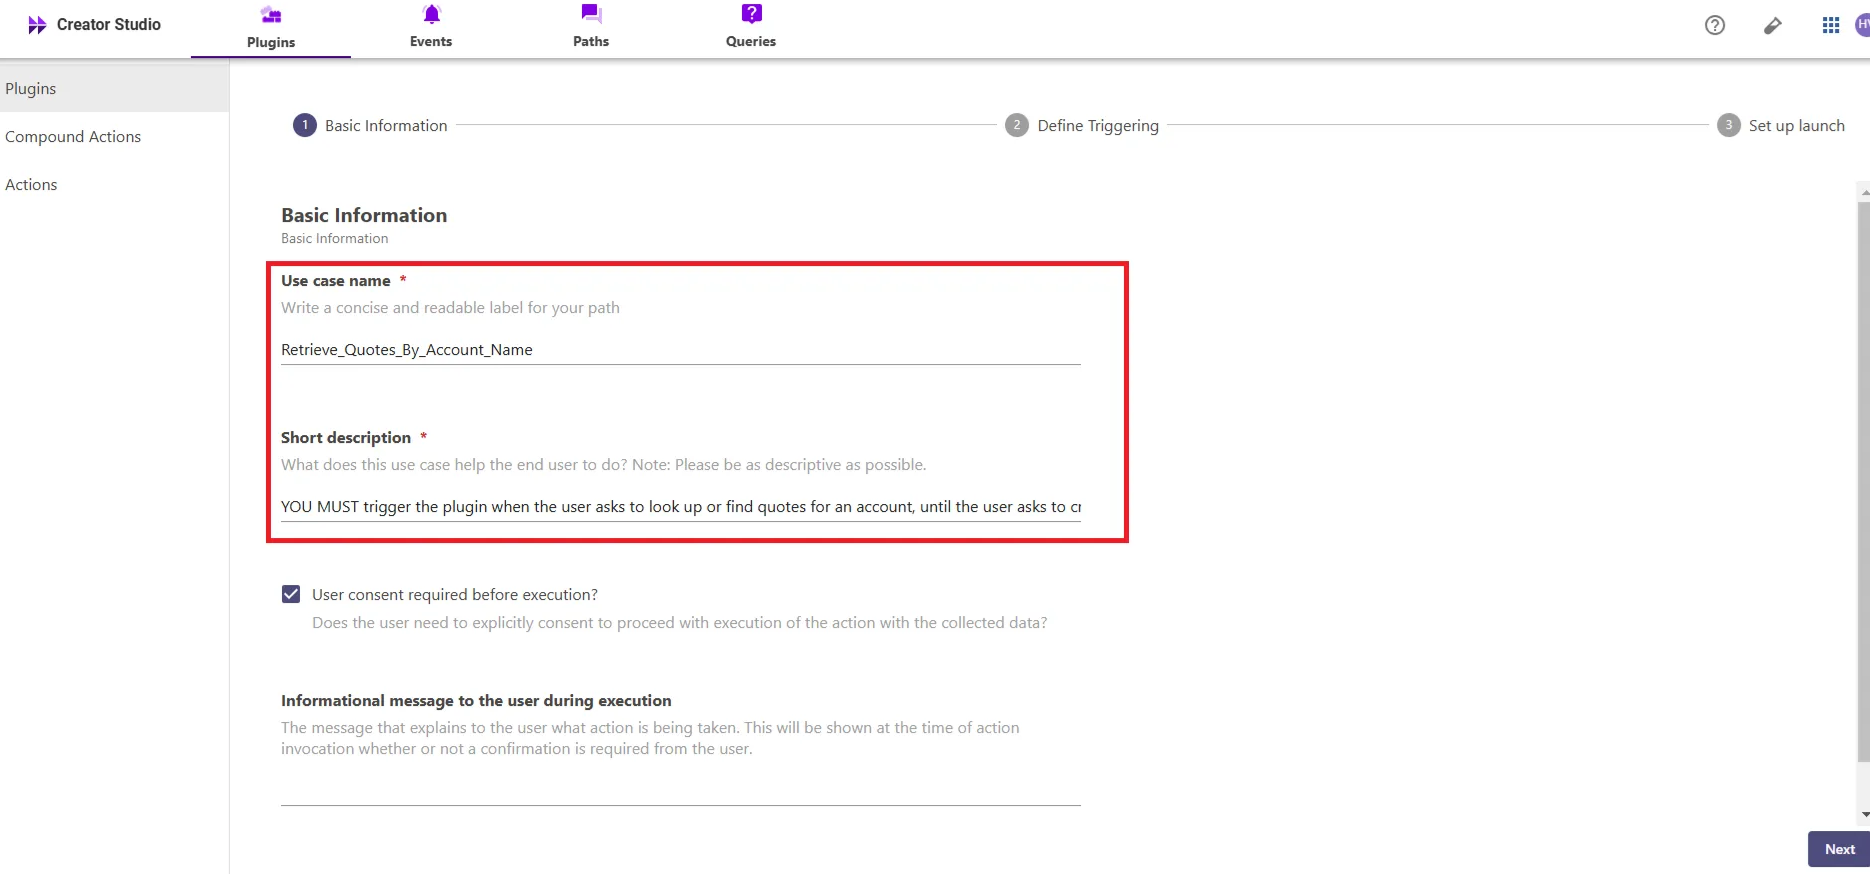 Creator Studio
Plugins
Events
Paths
Queries
HV
Plugins
Compound Actions
Actions
1 Basic Information
2 Define Triggering
3 Set up launch
Basic Information
Basic Information
Use case name *
Write a concise and readable label for your path
Retrieve_Quotes_By_Account_Name
Short description *
What does this use case help the end user to do? Note: Please be as descriptive as possible.
YOU MUST trigger the plugin when the user asks to look up or find quotes for an account, until the user asks to cr
User consent required before execution?
Does the user need to explicitly consent to proceed with execution of the action with the collected data?
Informational message to the user during execution
The message that explains to the user what action is being taken. This will be shown at the time of action
invocation whether or not a confirmation is required from the user.
Next